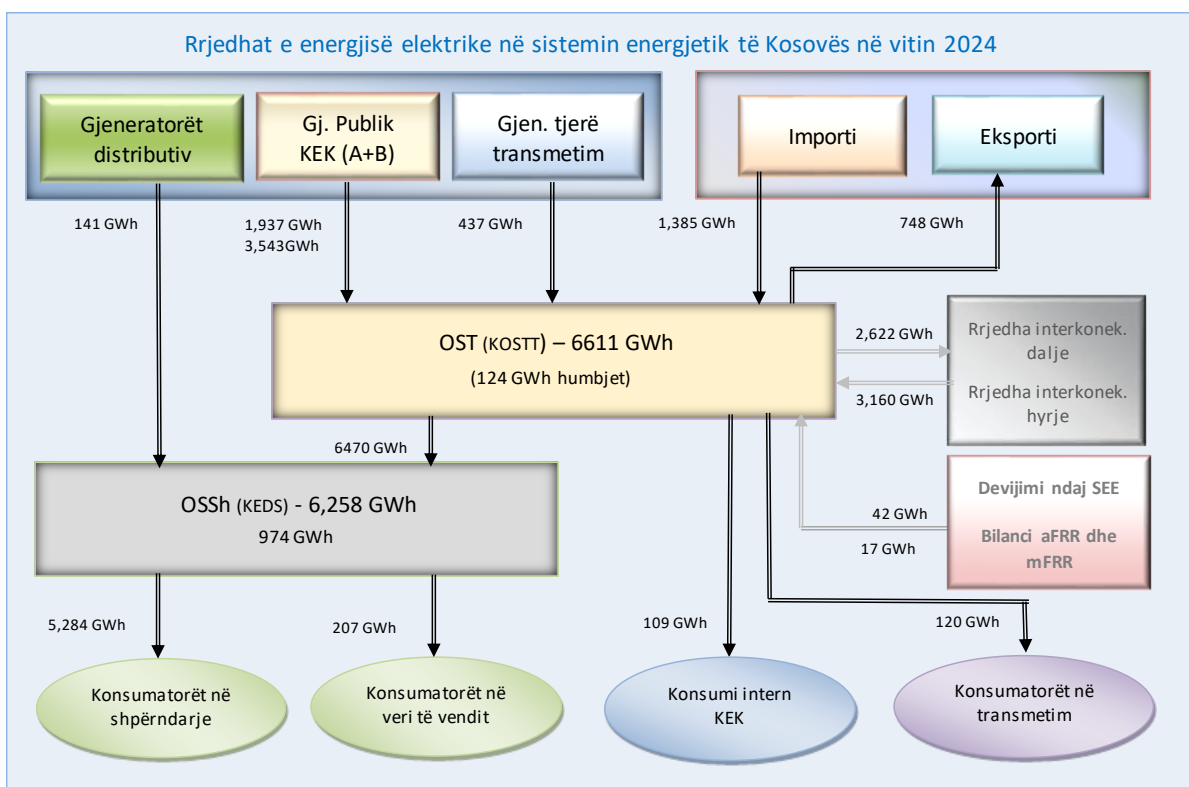 Rrjedhat e energjisë elektrike në sistemin energjetik të Kosovës në vitin 2024
Gjeneratorët
distributiv
Gj. Publik
KEK (A+B)
Gjen. tjerë
transmetim
Importi
Eksporti
141 GWh
1,937 GWh
3,543GWh
437 GWh
1,385 GWh
748 GWh
OST (KOSTT) – 6611 GWh
(124 GWh humbjet)
2,622 GWh
3,160 GWh
Rrjedha interkonek.
dalje
Rrjedha interkonek.
hyrje
6470 GWh
OSSh (KEDS) - 6,258 GWh
974 GWh
42 GWh
17 GWh
Devijimi ndaj SEE
Bilanci aFRR dhe
mFRR
5,284 GWh
207 GWh
109 GWh
120 GWh
Konsumatorët në
shpërndarje
Konsumatorët në
veri të vendit
Konsumi intern
KEK
Konsumatorët në
transmetim